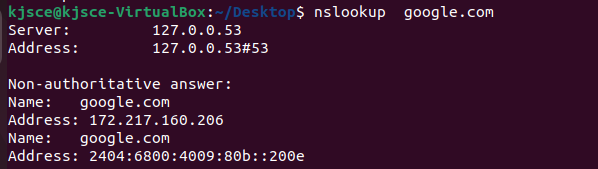 kjsce@kjsce-VirtualBox:~/Desktop$ nslookup  google.com
Server:         127.0.0.53
Address:        127.0.0.53#53

Non-authoritative answer:
Name:   google.com
Address: 172.217.160.206
Name:   google.com
Address: 2404:6800:4009:80b::200e